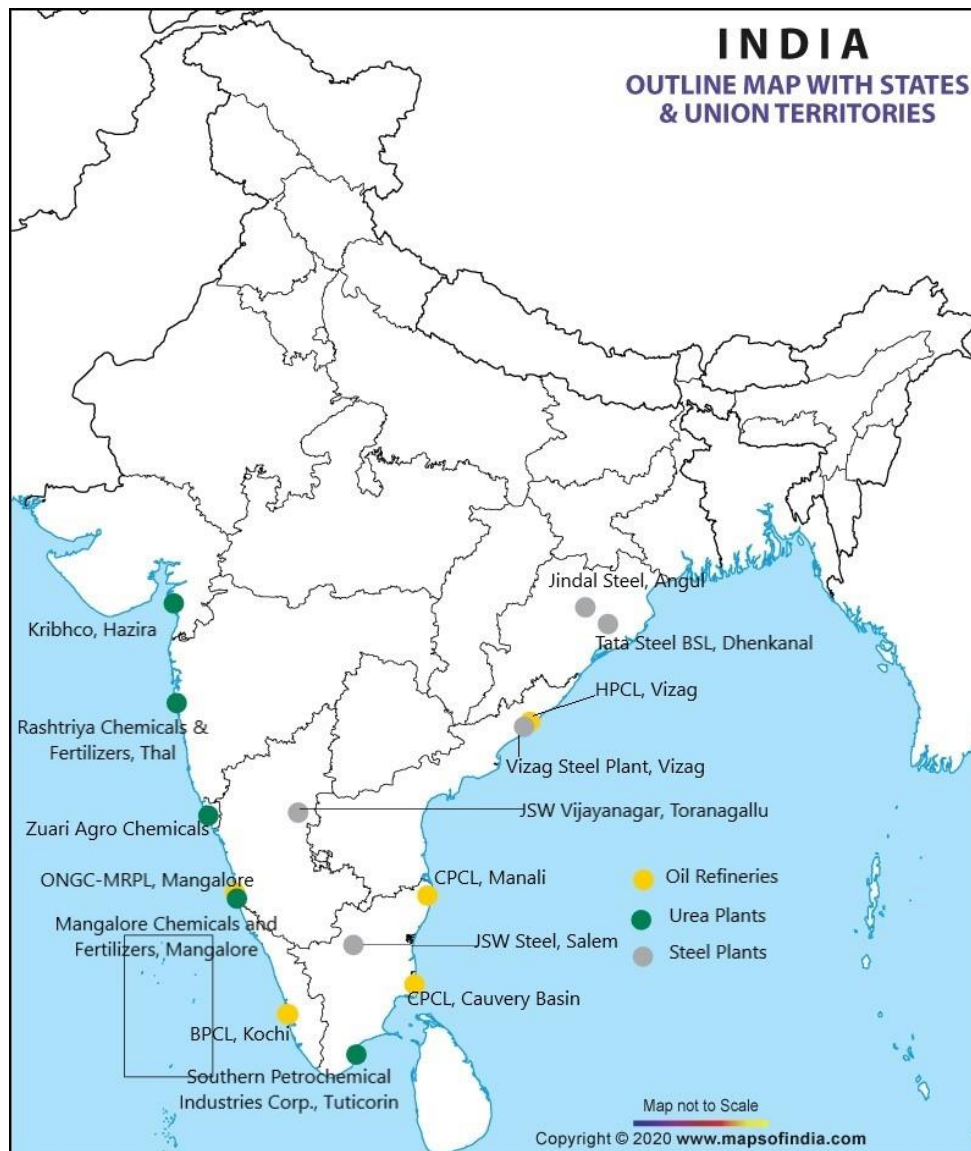 INDIA
OUTLINE MAP WITH STATES
& UNION TERRITORIES
Jindal Steel, Angul
Kribhco, Hazira
Tata Steel BSL, Dhenkanal
HPCL, Vizag
Rashtriya Chemicals &
Fertilizers, Thal
Vizag Steel Plant, Vizag
JSW Vijayanagar, Toranagallu
Zuari Agro Chemicals
ONGC-MRPL, Mangalore
CPCL, Manali
Oil Refineries
Urea Plants
Steel Plants
Mangalore Chemicals and
Fertilizers, Mangalore
JSW Steel, Salem
CPCL, Cauvery Basin
BPCL, Kochi
Southern Petrochemical
Industries Corp., Tuticorin
Map not to Scale
Copyright © 2020 www.mapsofindia.com